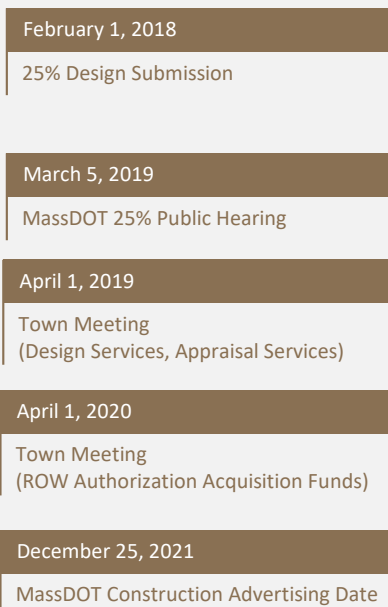 February 1, 2018
25% Design Submission
March 5, 2019
MassDOT 25% Public Hearing
April 1, 2019
Town Meeting
(Design Services, Appraisal Services)
April 1, 2020
Town Meeting
(ROW Authorization Acquisition Funds)
December 25, 2021
MassDOT Construction Advertising Date